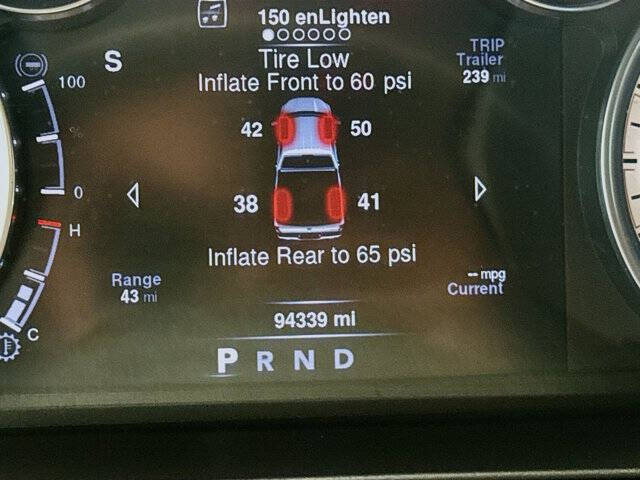 150 enLighten
S
TRIP
Trailer
239 mi
Tire Low
Inflate Front to 60 psi
100
42 50
%
0
38 41
H
Inflate Rear to 65 psi
Range
43 mi
-- mpg
Current
94339 mi
C
P R N D